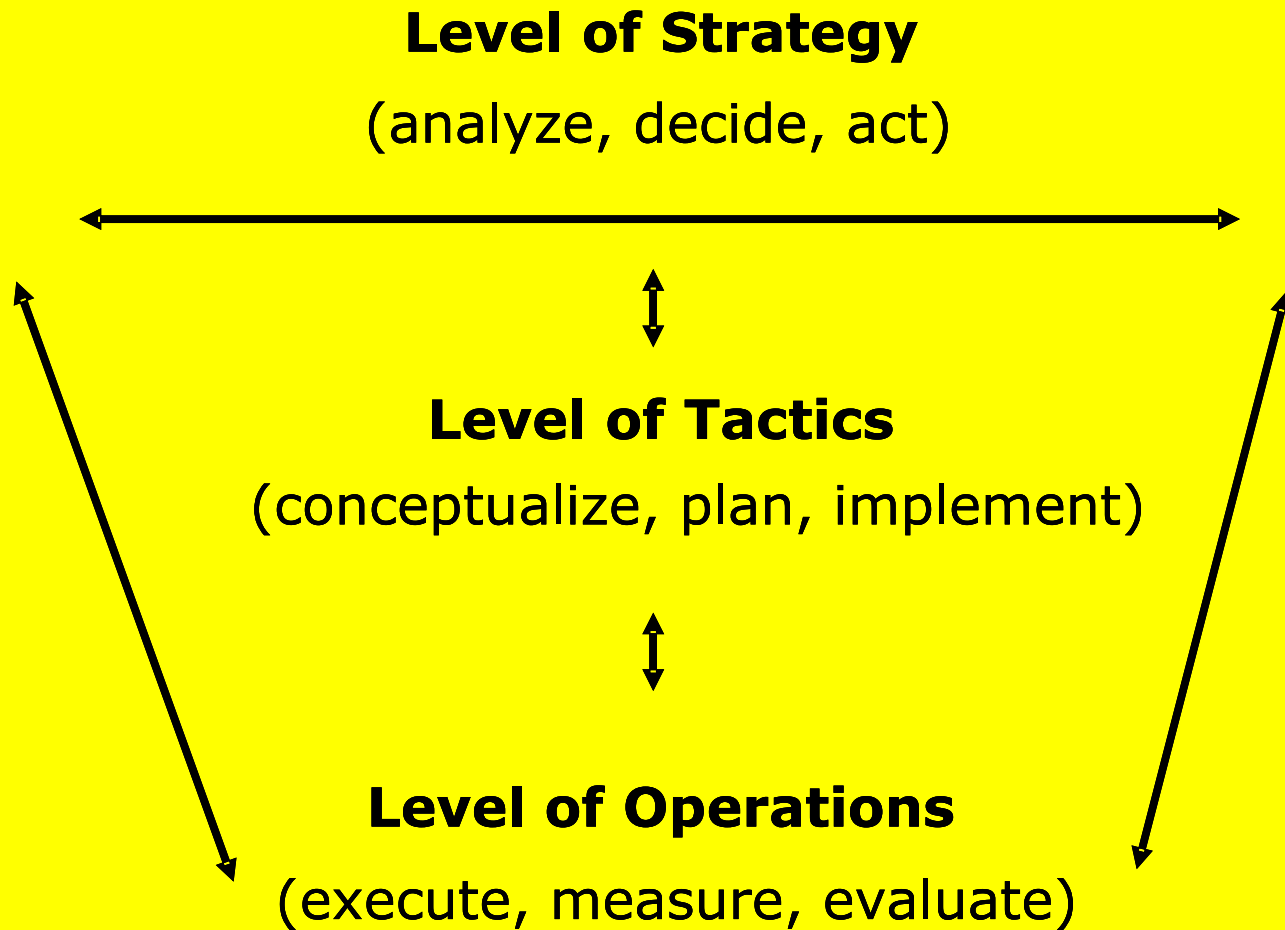 Level of Strategy
(analyze, decide, act)
Level of Tactics
(conceptualize, plan, implement)
Level of Operations
(execute, measure, evaluate)